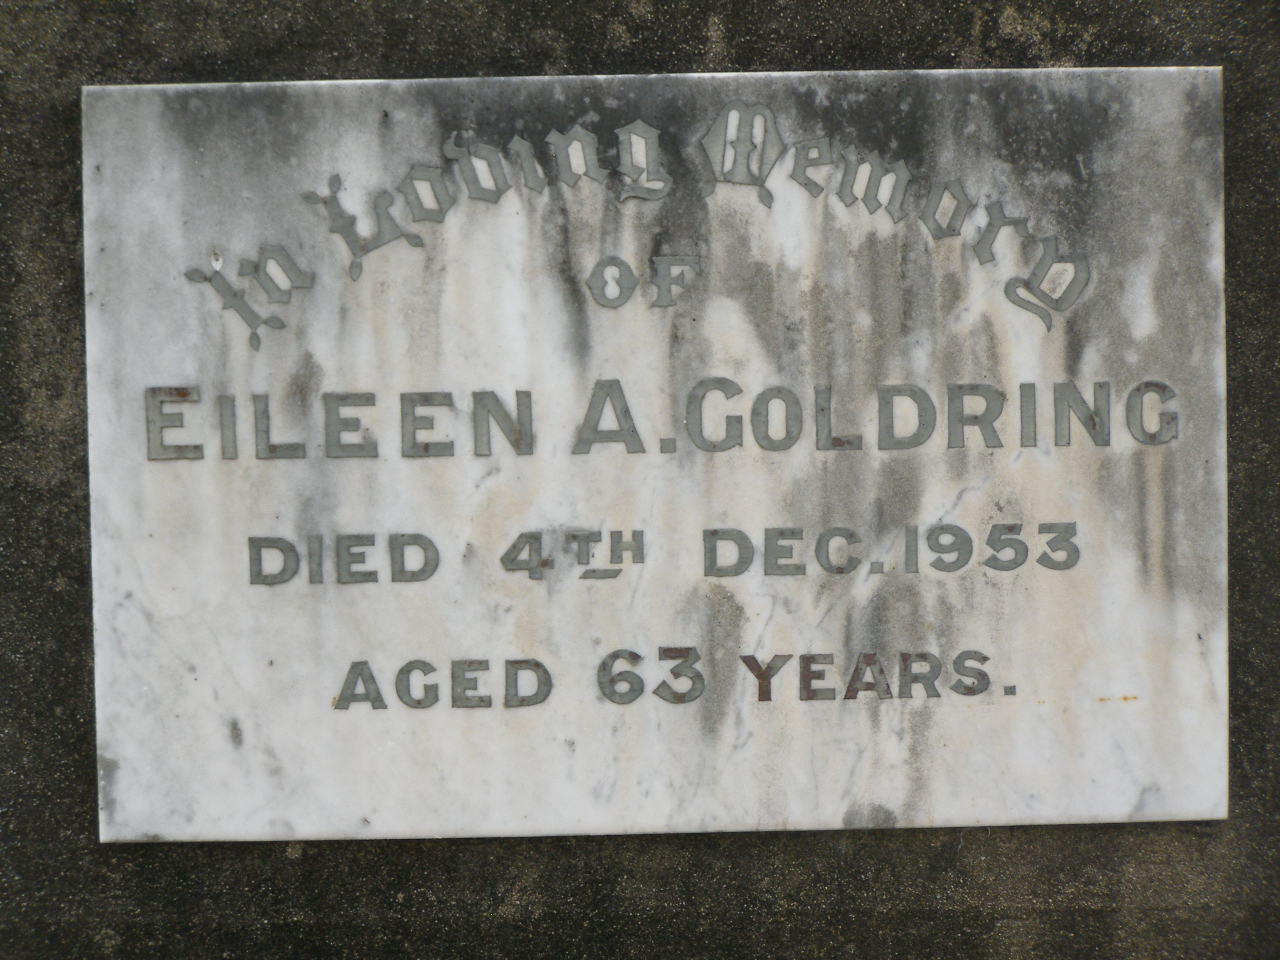 In Loving Memory
OF
EILEEN A. GOLDRING
DIED 4TH DEC. 1953
AGED 63 YEARS.